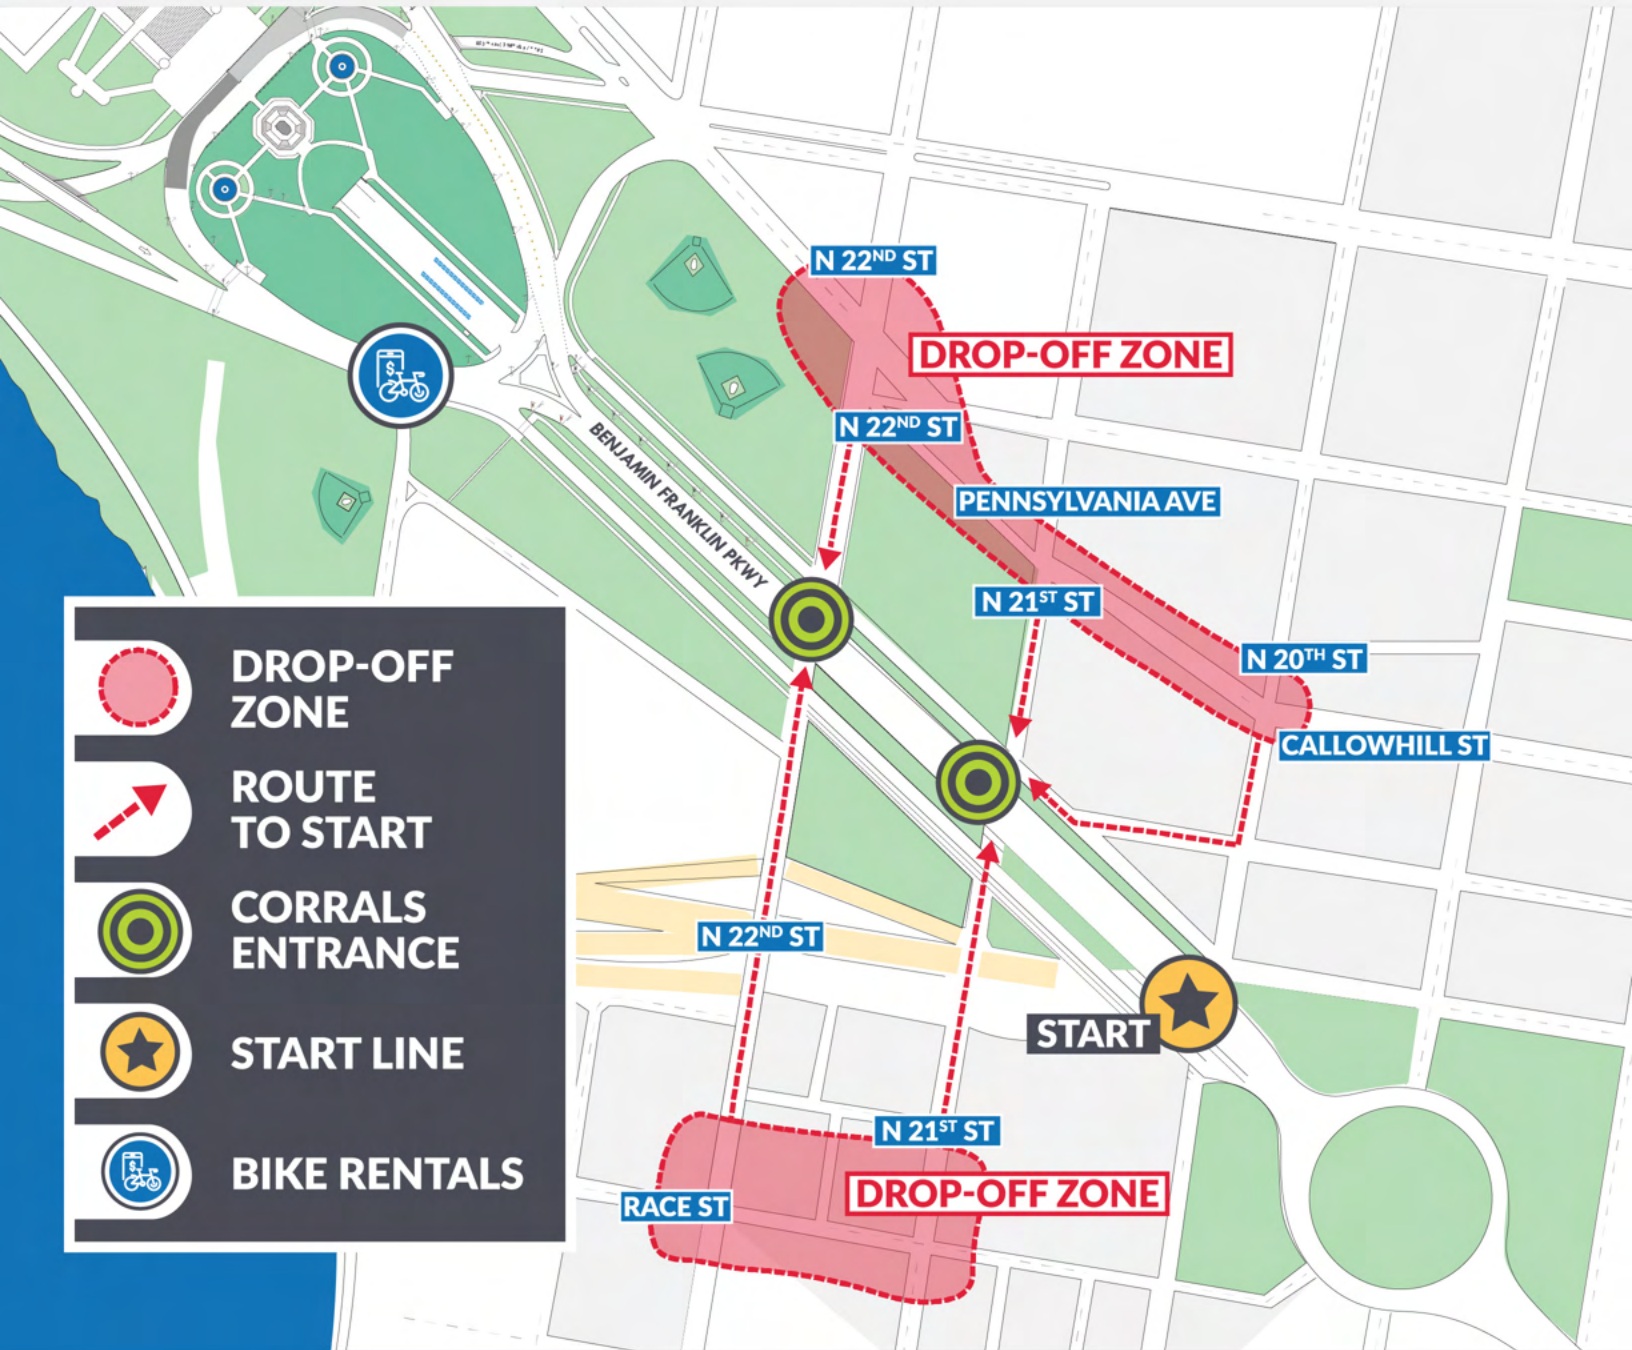 N 22ND ST
DROP-OFF ZONE
N 22ND ST
BENJAMIN FRANKLIN PKWY
PENNSYLVANIA AVE
N 21ST ST
N 20TH ST
CALLOWHILL ST
DROP-OFF
ZONE
ROUTE
TO START
CORRALS
ENTRANCE
START LINE
BIKE RENTALS
N 22ND ST
START
N 21ST ST
DROP-OFF ZONE
RACE ST